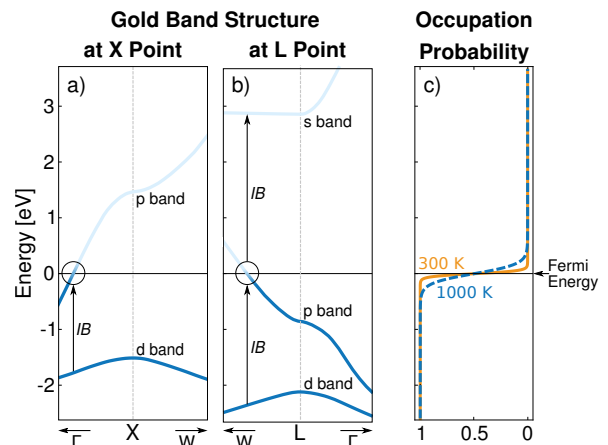 Gold Band Structure
at X Point
at L Point
Occupation
Probability
a)
b)
c)
Energy [eV]
3
2
1
0
-1
-2
p band
d band
IB
s band
p band
d band
IB
IB
300 K
1000 K
Fermi
Energy
Γ
X
W
W
L
Γ
1
0.5
0